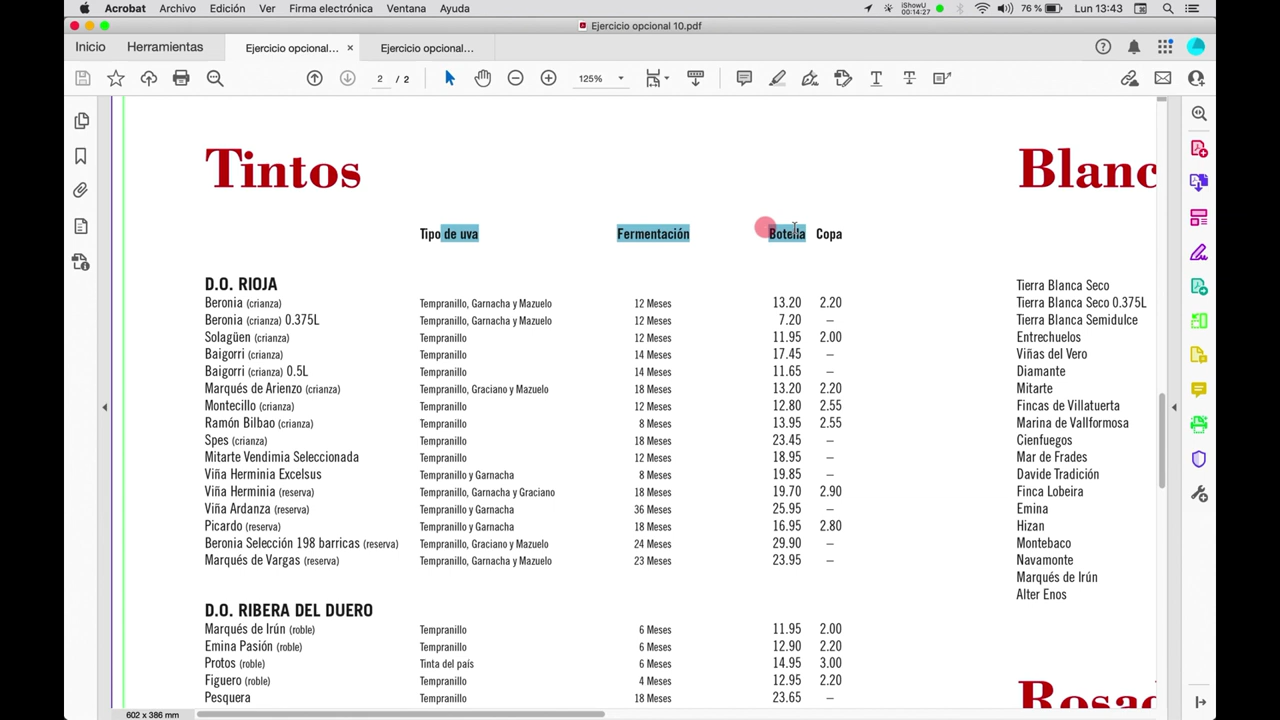 Acrobat Archivo Edición Ver Firma electrónica Ventana Ayuda iShowU 00:14:27 76 % Lun 13:43
Ejercicio opcional 10.pdf
Inicio Herramientas Ejercicio opcional... × Ejercicio opcional...
2 / 2 125%
Tintos Blanc
Tipo de uva Fermentación Botella Copa
D.O. RIOJA Tierra Blanca Seco
Beronia (crianza) Tempranillo, Garnacha y Mazuelo 12 Meses 13.20 2.20 Tierra Blanca Seco 0.375L
Beronia (crianza) 0.375L Tempranillo, Garnacha y Mazuelo 12 Meses 7.20 – Tierra Blanca Semidulce
Solagüen (crianza) Tempranillo 12 Meses 11.95 2.00 Entrechuelos
Baigorri (crianza) Tempranillo 14 Meses 17.45 – Viñas del Vero
Baigorri (crianza) 0.5L Tempranillo 14 Meses 11.65 – Diamante
Marqués de Arienzo (crianza) Tempranillo, Graciano y Mazuelo 18 Meses 13.20 2.20 Mitarte
Montecillo (crianza) Tempranillo 12 Meses 12.80 2.55 Fincas de Villatuerta
Ramón Bilbao (crianza) Tempranillo 8 Meses 13.95 2.55 Marina de Vallformosa
Spes (crianza) Tempranillo 18 Meses 23.45 – Cienfuegos
Mitarte Vendimia Seleccionada Tempranillo 12 Meses 18.95 – Mar de Frades
Viña Herminia Excelsus Tempranillo y Garnacha 8 Meses 19.85 – Davide Tradición
Viña Herminia (reserva) Tempranillo, Garnacha y Graciano 18 Meses 19.70 2.90 Finca Lobeira
Viña Ardanza (reserva) Tempranillo y Garnacha 36 Meses 25.95 – Emina
Picardo (reserva) Tempranillo y Garnacha 18 Meses 16.95 2.80 Hizan
Beronia Selección 198 barricas (reserva) Tempranillo, Graciano y Mazuelo 24 Meses 29.90 – Montebaco
Marqués de Vargas (reserva) Tempranillo, Garnacha y Mazuelo 23 Meses 23.95 – Navamonte
Marqués de Irún
Alter Enos
D.O. RIBERA DEL DUERO
Marqués de Irún (roble) Tempranillo 6 Meses 11.95 2.00
Emina Pasión (roble) Tempranillo 6 Meses 12.90 2.20
Protos (roble) Tinta del país 6 Meses 14.95 3.00
Figuero (roble) Tempranillo 4 Meses 12.95 2.20
Pesquera Tempranillo 18 Meses 23.65 – Rosad
602 x 386 mm